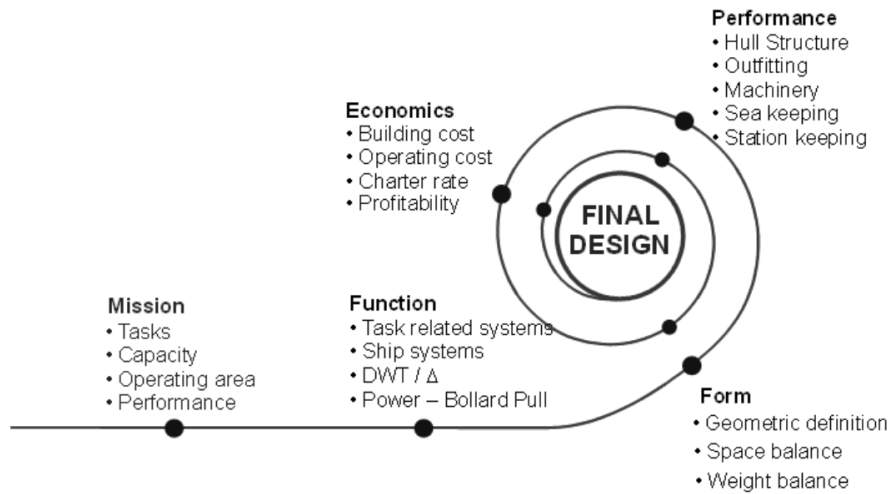 Performance
• Hull Structure
• Outfitting
• Machinery
• Sea keeping
• Station keeping
Economics
• Building cost
• Operating cost
• Charter rate
• Profitability
FINAL
DESIGN
Mission
• Tasks
• Capacity
• Operating area
• Performance
Function
• Task related systems
• Ship systems
• DWT / Δ
• Power – Bollard Pull
Form
• Geometric definition
• Space balance
• Weight balance